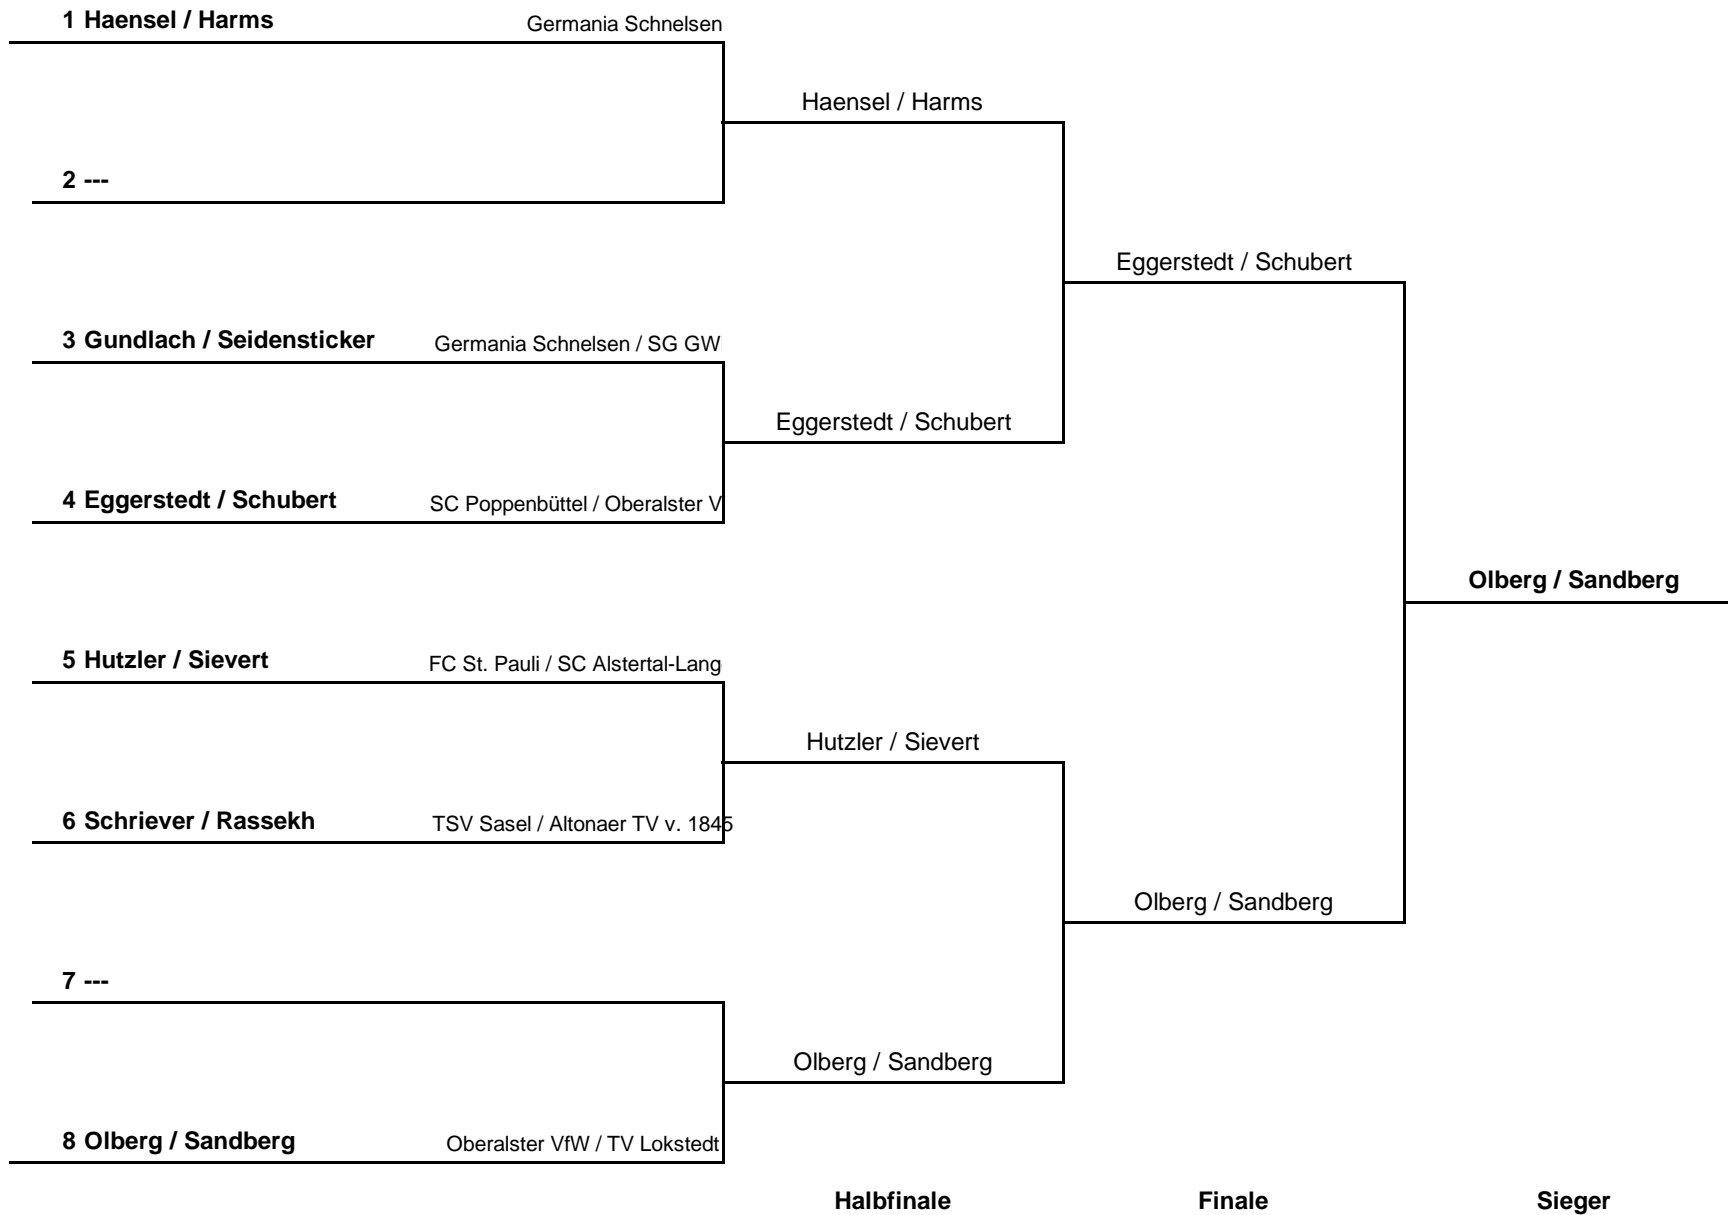 1 Haensel / Harms Germania Schnelsen
Haensel / Harms
2 ---
Eggerstedt / Schubert
3 Gundlach / Seidensticker Germania Schnelsen / SG GW
Eggerstedt / Schubert
4 Eggerstedt / Schubert SC Poppenbüttel / Oberalster V
Olberg / Sandberg
5 Hutzler / Sievert FC St. Pauli / SC Alstertal-Lang
Hutzler / Sievert
6 Schriever / Rassekh TSV Sasel / Altonaer TV v. 1845
Olberg / Sandberg
7 ---
Olberg / Sandberg
8 Olberg / Sandberg Oberalster VfW / TV Lokstedt
Halbfinale Finale Sieger